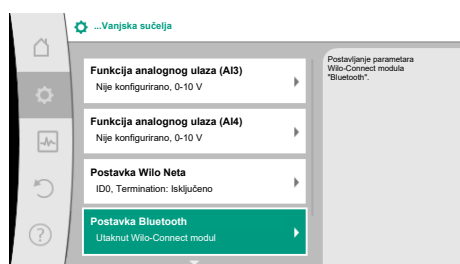 ...Vanjska sučelja
Funkcija analognog ulaza (AI3)
Nije konfigurirano, 0-10 V
Funkcija analognog ulaza (AI4)
Nije konfigurirano, 0-10 V
Postavka Wilo Neta
ID0, Termination: Isključeno
Postavka Bluetooth
Utaknut Wilo-Connect modul
Postavljanje parametara
Wilo-Connect modula
"Bluetooth".